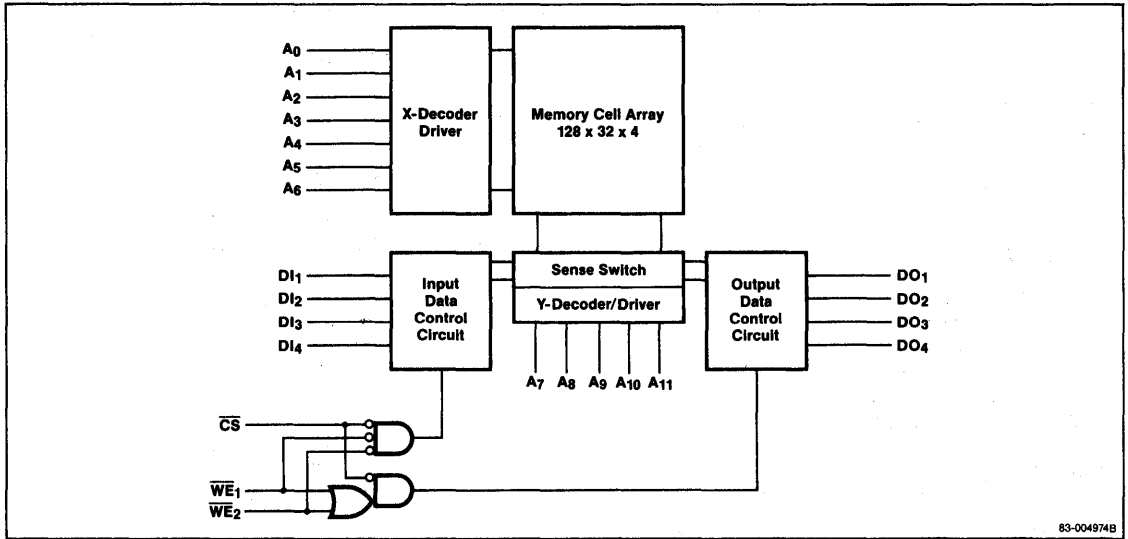 A0
A1
A2
A3
A4
A5
A6
X-Decoder
Driver
Memory Cell Array
128 x 32 x 4
DI1
DI2
DI3
DI4
Input
Data
Control
Circuit
Sense Switch
Y-Decoder/Driver
A7 A8 A9 A10 A11
Output
Data
Control
Circuit
DO1
DO2
DO3
DO4
CS
WE1
WE2
83-004974B